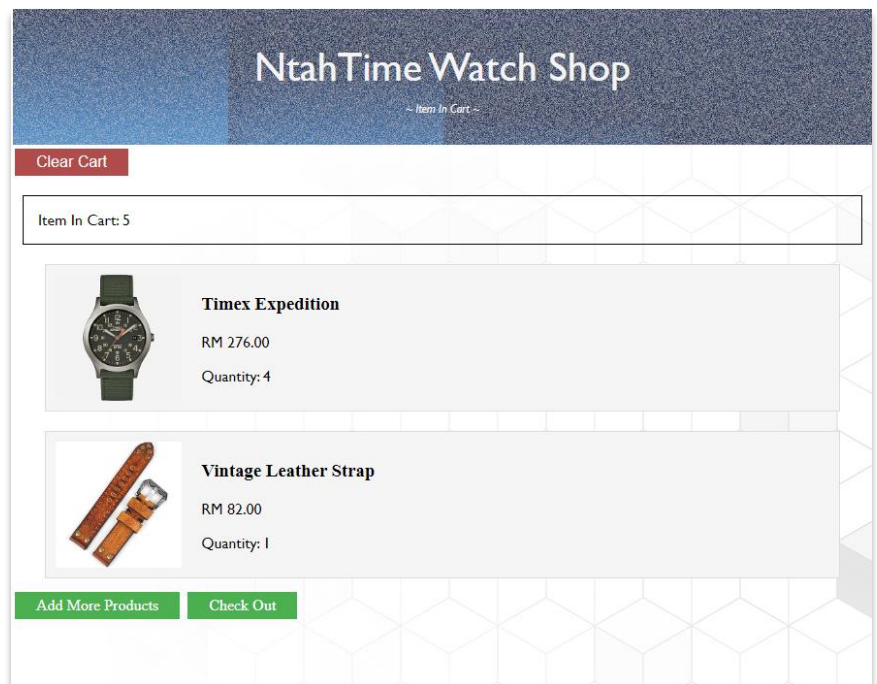 NtahTime Watch Shop
~ Item In Cart ~
Clear Cart
Item In Cart: 5
Timex Expedition
RM 276.00
Quantity: 4
Vintage Leather Strap
RM 82.00
Quantity: 1
Add More Products
Check Out